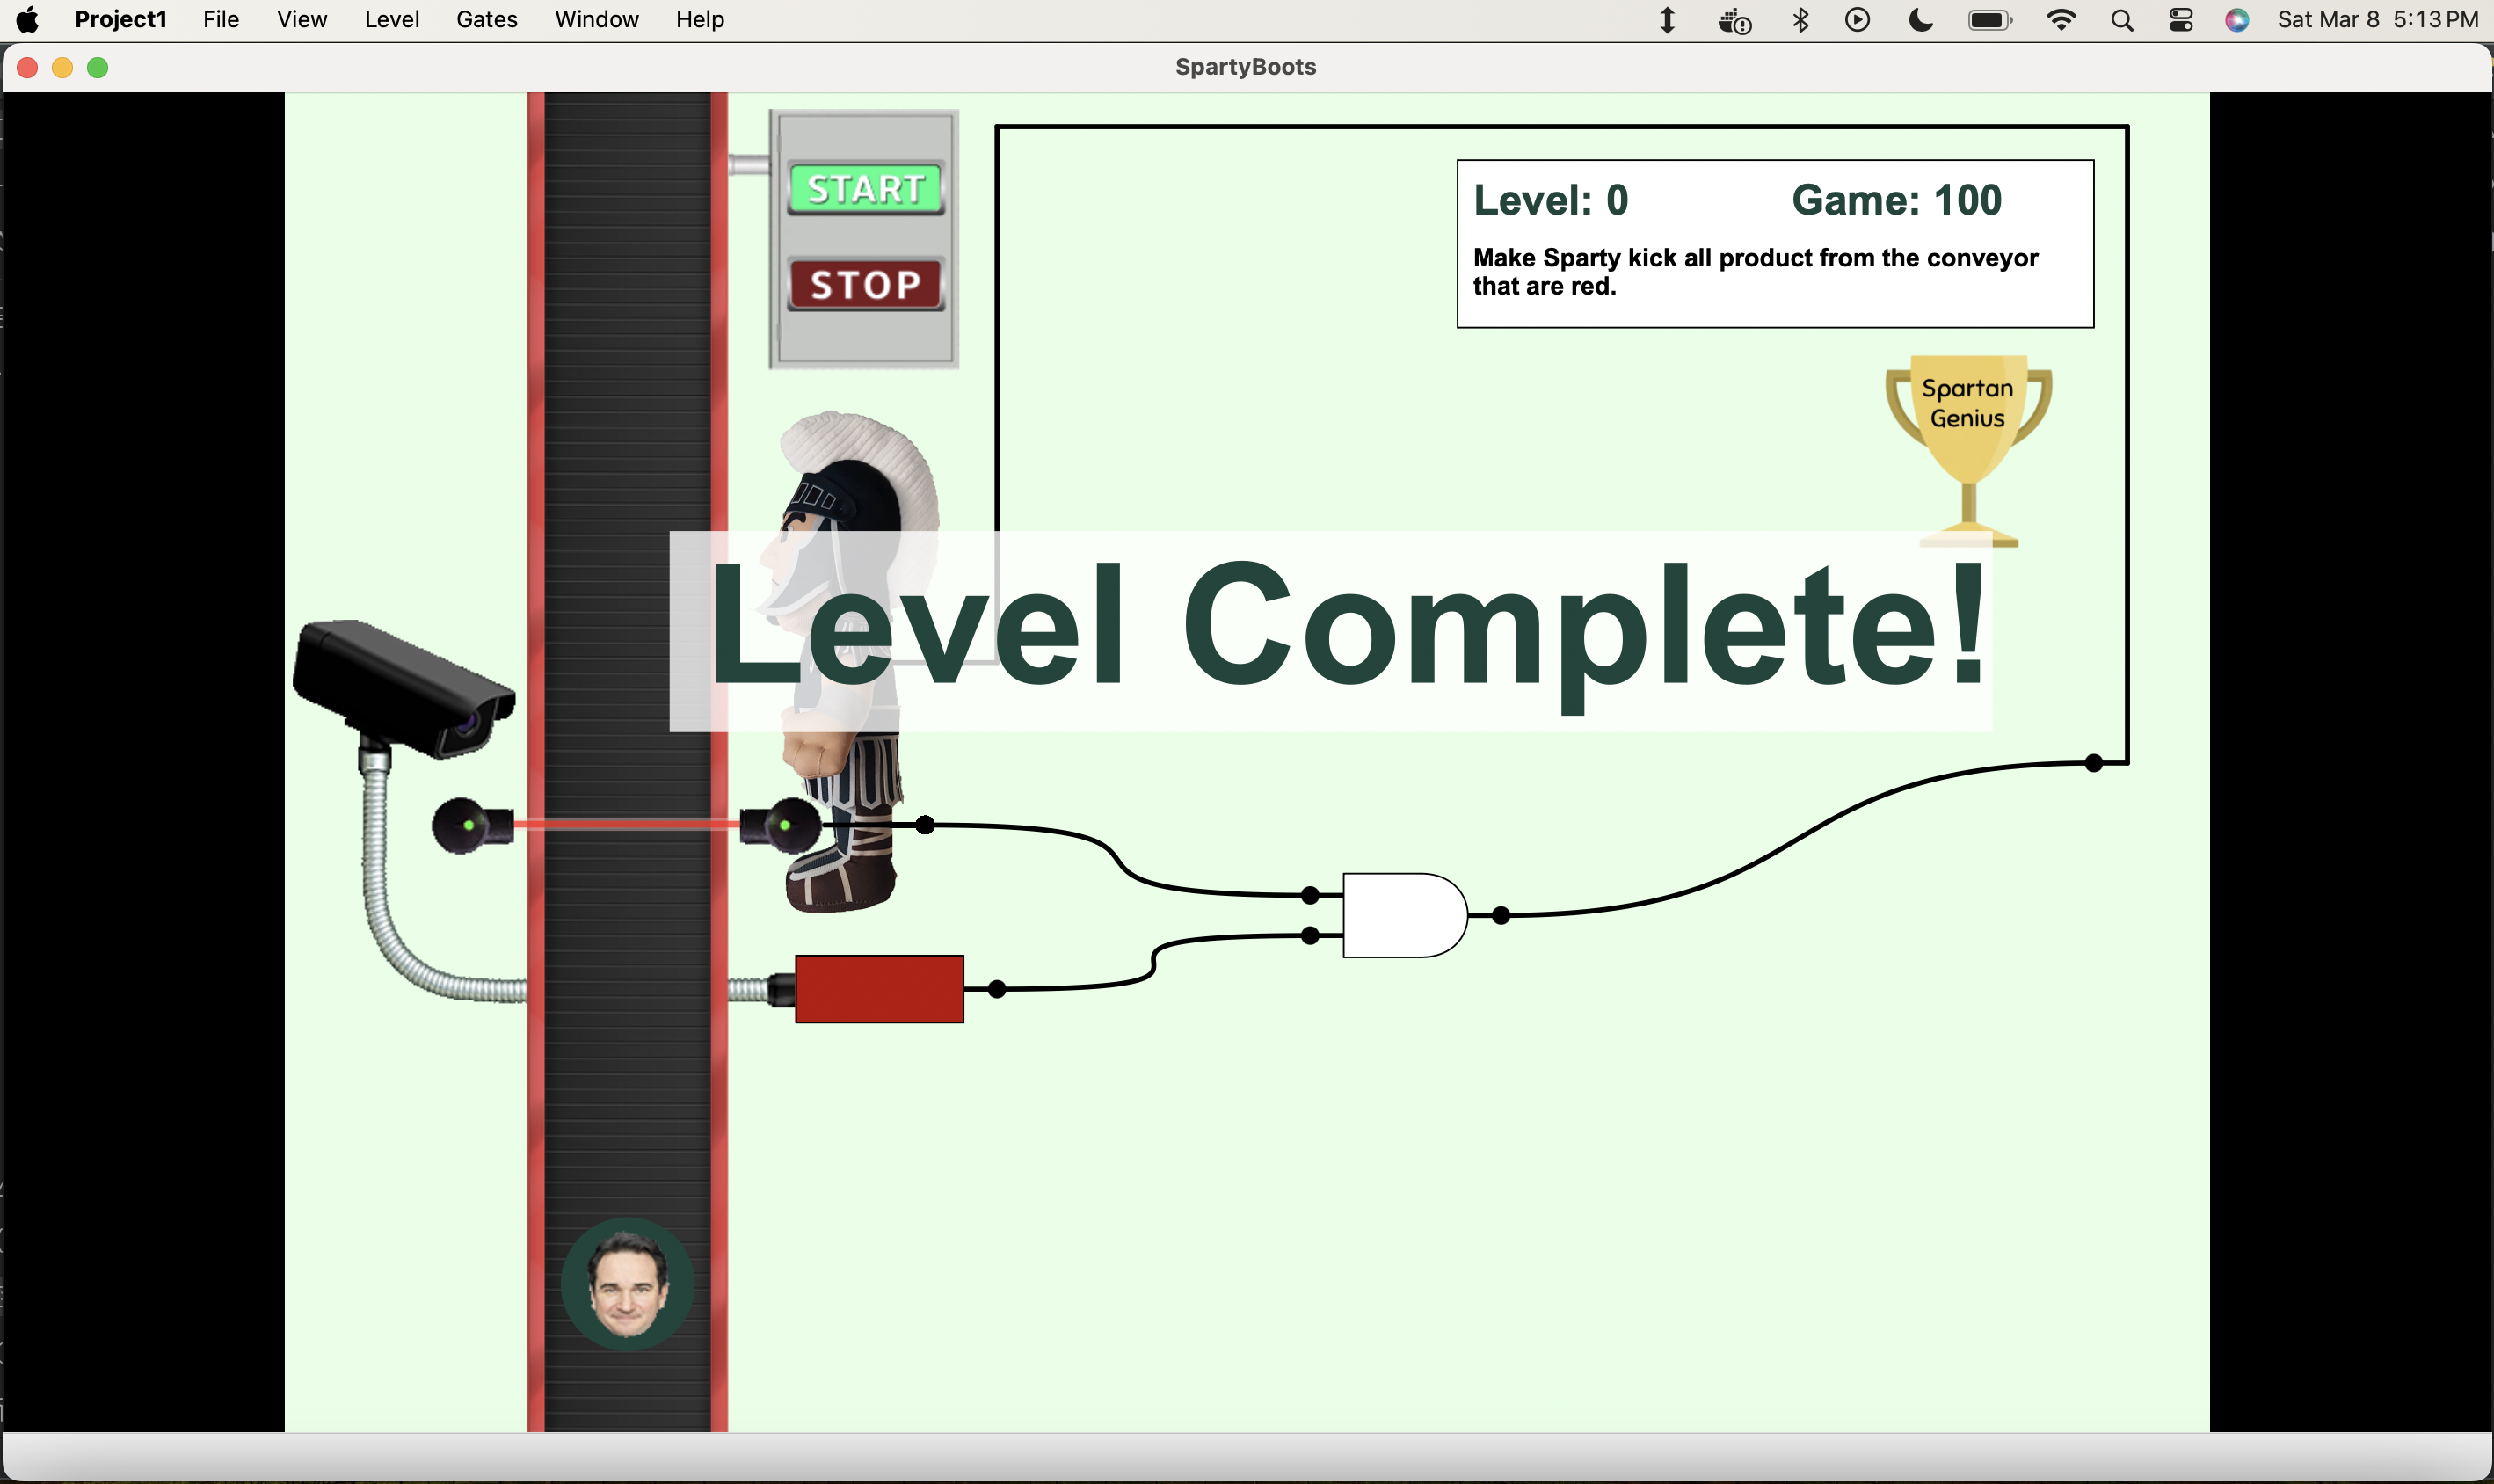 Project1 File View Level Gates Window Help Sat Mar 8 5:13 PM
SpartyBoots
START
STOP
Level: 0 Game: 100
Make Sparty kick all product from the conveyor
that are red.
Spartan
Genius
Level Complete!